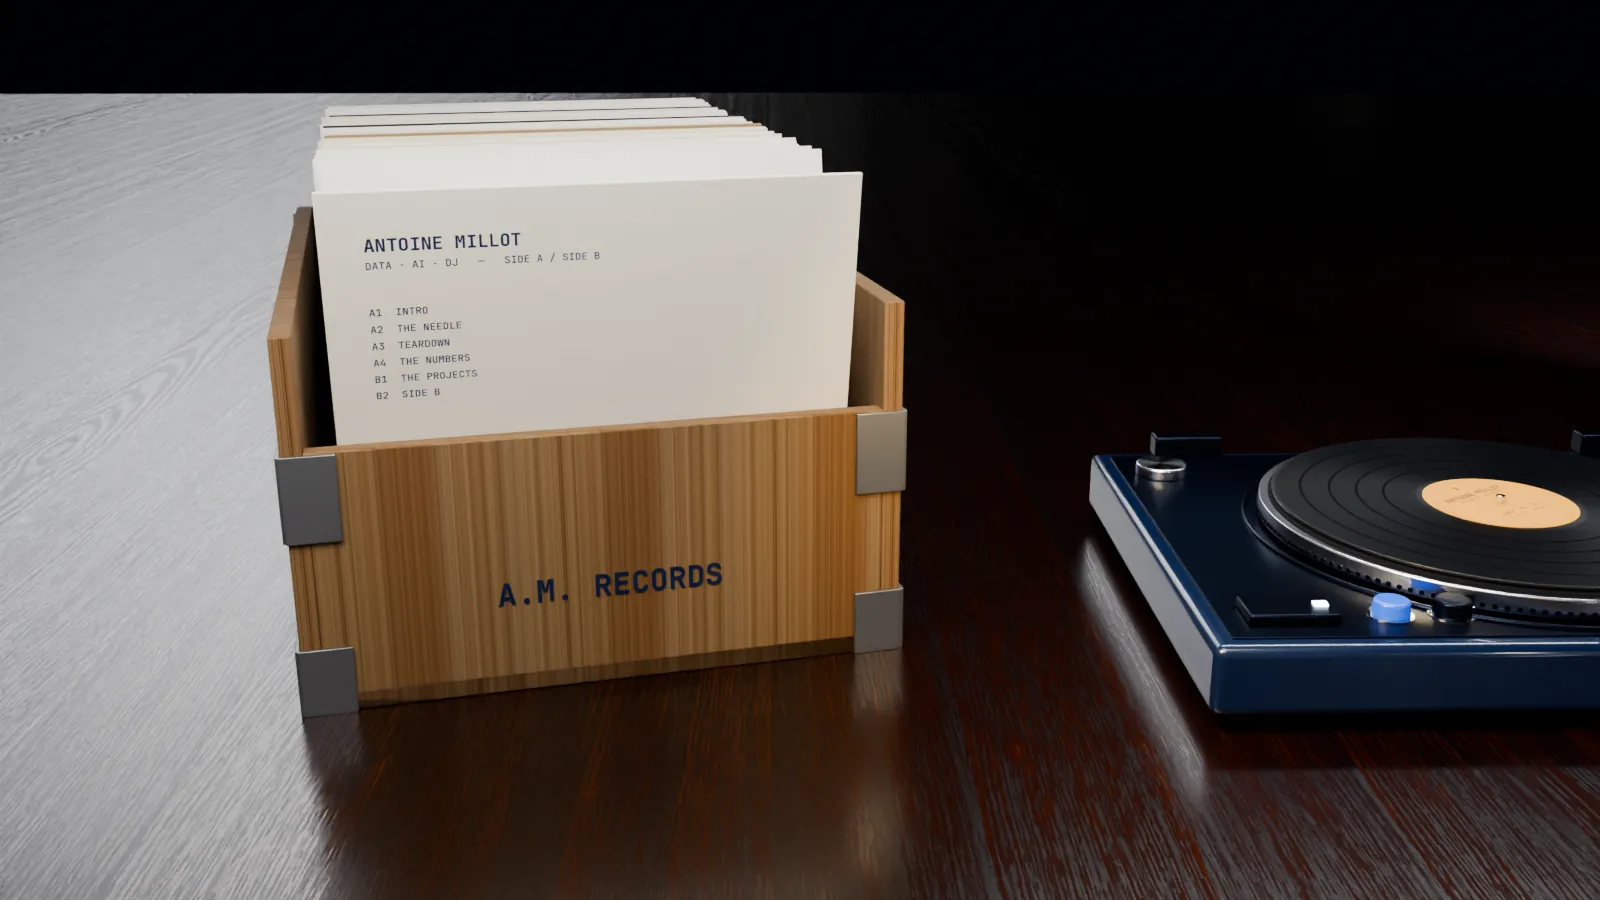 ANTOINE MILLOT
DATA · AI · DJ — SIDE A / SIDE B
A1 INTRO
A2 THE NEEDLE
A3 TEARDOWN
A4 THE NUMBERS
B1 THE PROJECTS
B2 SIDE B
A.M. RECORDS